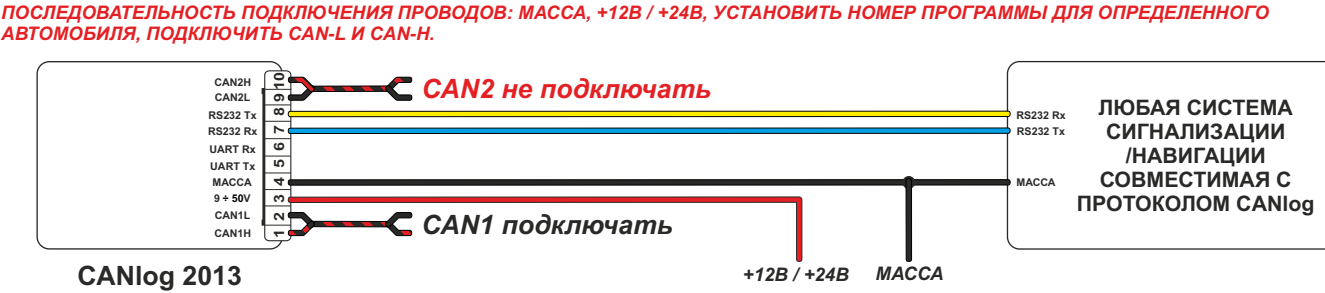 ПОСЛЕДОВАТЕЛЬНОСТЬ ПОДКЛЮЧЕНИЯ ПРОВОДОВ: МАССА, +12В / +24В, УСТАНОВИТЬ НОМЕР ПРОГРАММЫ ДЛЯ ОПРЕДЕЛЕННОГО
АВТОМОБИЛЯ, ПОДКЛЮЧИТЬ CAN-L И CAN-H.
CAN2H 10
CAN2L 9
RS232 Tx 8
RS232 Rx 7
UART Rx 6
UART Tx 5
МАССА 4
9 ÷ 50V 3
CAN1L 2
CAN1H 1
CAN2 не подключать
CAN1 подключать
RS232 Rx
RS232 Tx
МАССА
ЛЮБАЯ СИСТЕМА
СИГНАЛИЗАЦИИ
/НАВИГАЦИИ
СОВМЕСТИМАЯ С
ПРОТОКОЛОМ CANlog
CANlog 2013
+12В / +24В
МАССА